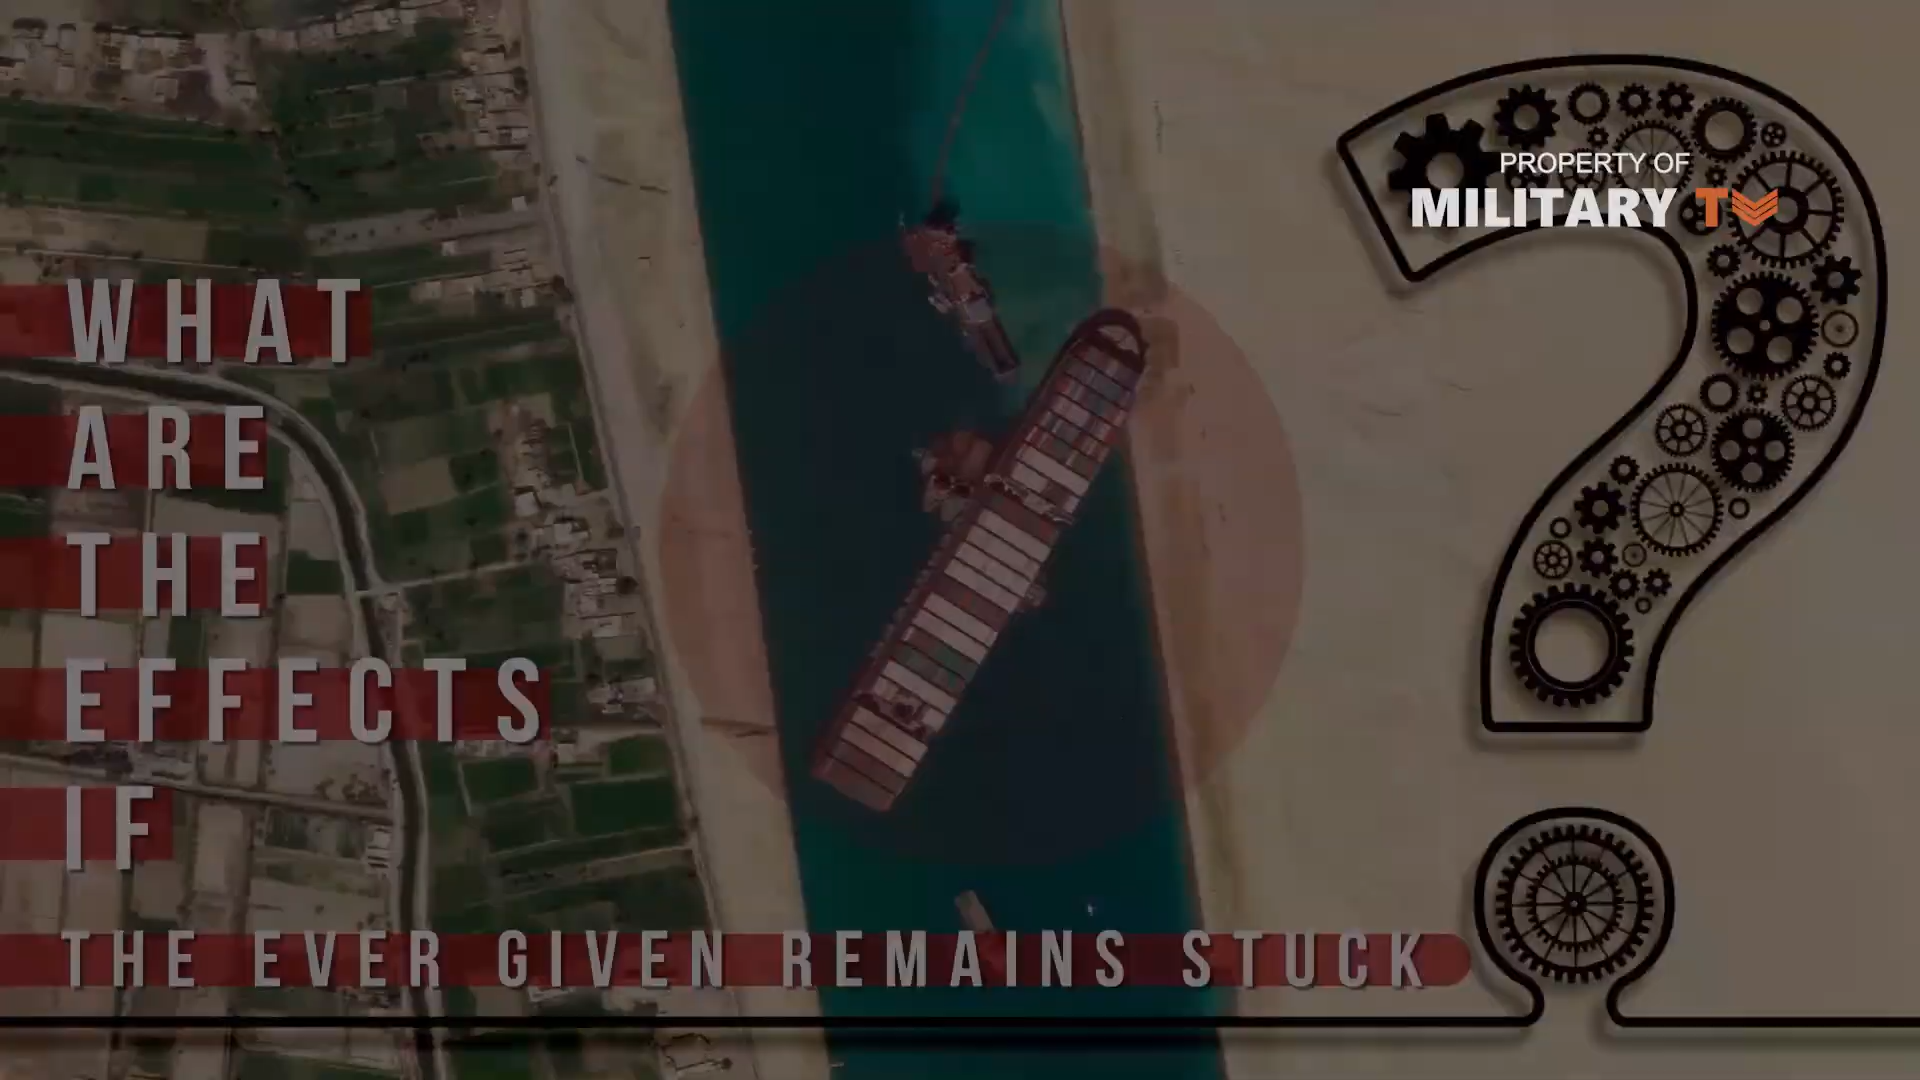 PROPERTY OF
MILITARY TV
WHAT
ARE
THE
EFFECTS
IF
THE EVER GIVEN REMAINS STUCK